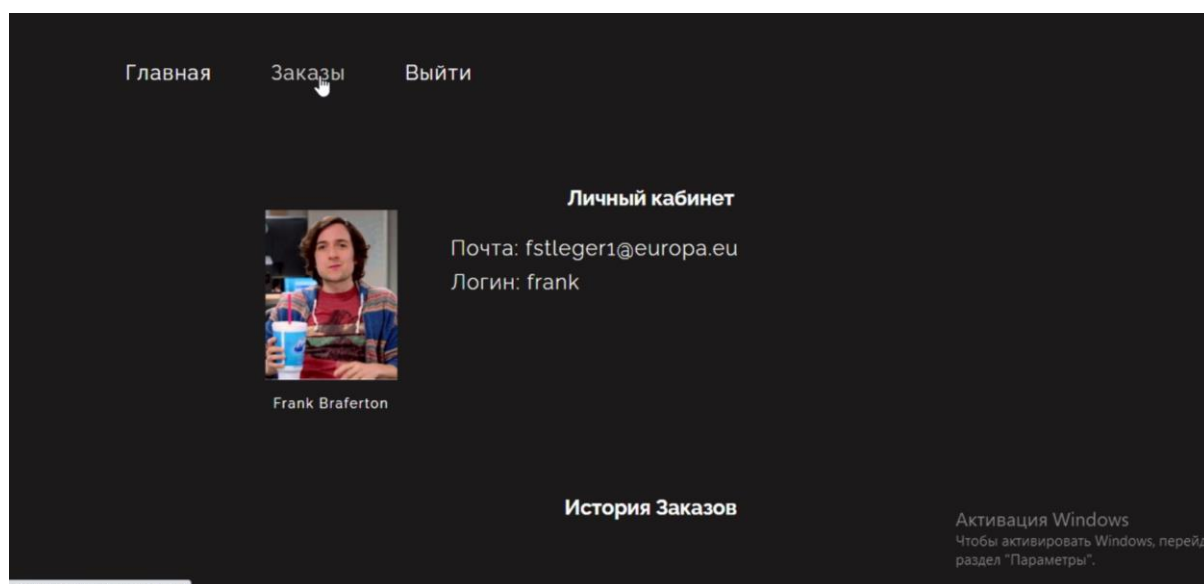 Главная Заказы Выйти
Личный кабинет
Почта: fstleger1@europa.eu
Логин: frank
Frank Braferton
История Заказов
Активация Windows
Чтобы активировать Windows, перейд
раздел "Параметры".